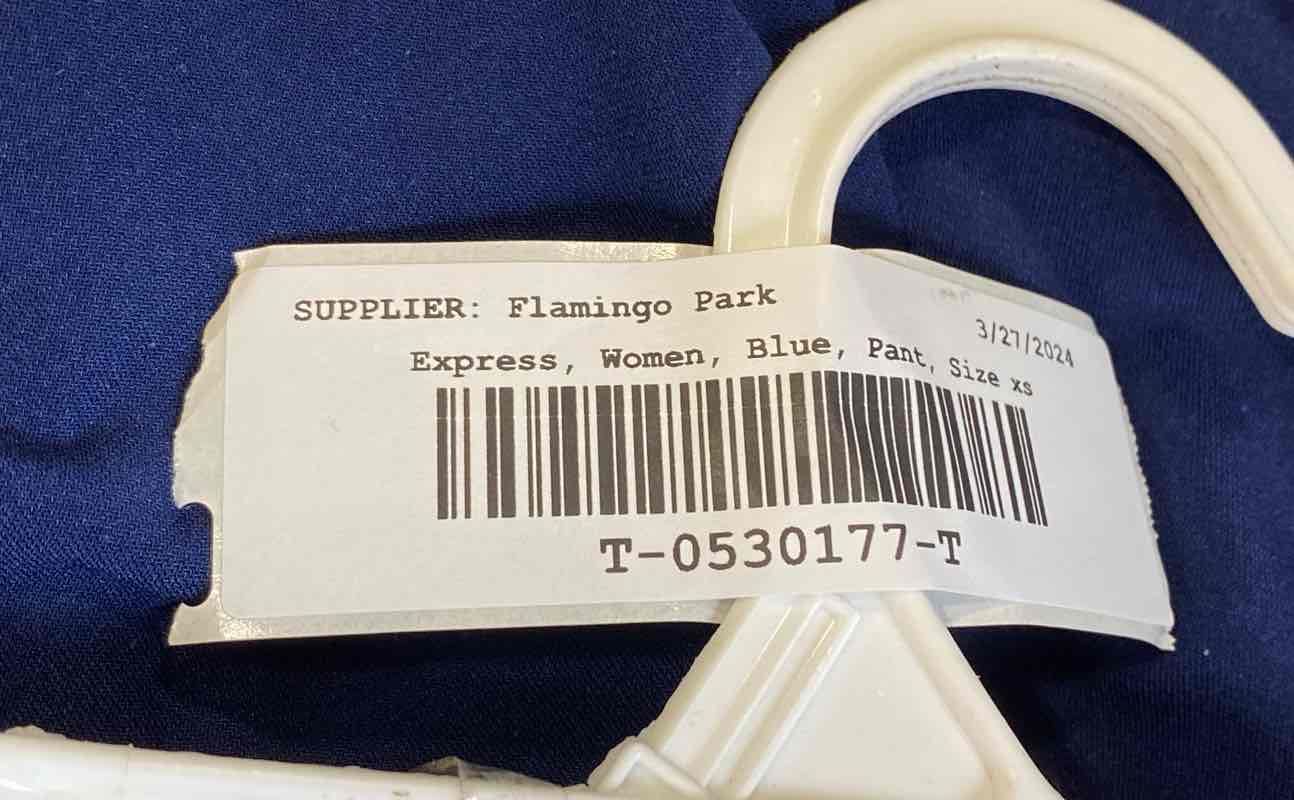 SUPPLIER: Flamingo Park
3/27/2024
Express, Women, Blue, Pant, Size xs
T-0530177-T